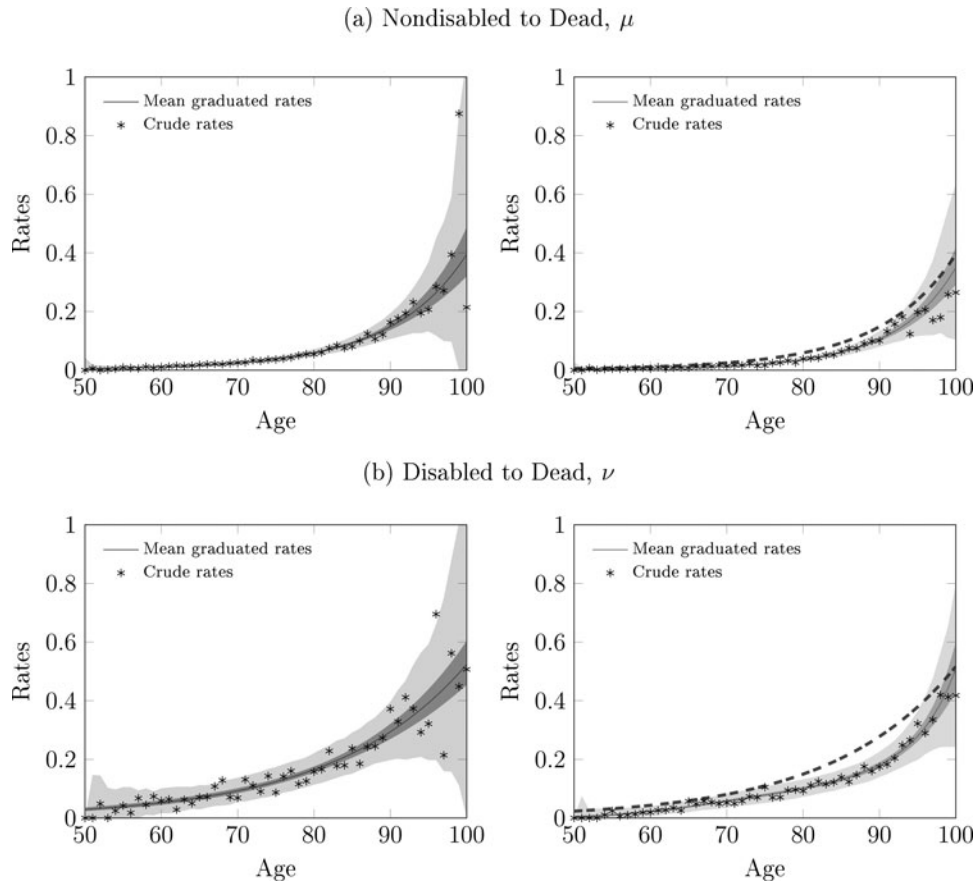 (a) Nondisabled to Dead, μ
1
0.8
0.6
0.4
0.2
0
Rates
Mean graduated rates
Crude rates
50 60 70 80 90 100
Age
1
0.8
0.6
0.4
0.2
0
Rates
Mean graduated rates
Crude rates
50 60 70 80 90 100
Age
(b) Disabled to Dead, ν
1
0.8
0.6
0.4
0.2
0
Rates
Mean graduated rates
Crude rates
50 60 70 80 90 100
Age
1
0.8
0.6
0.4
0.2
0
Rates
Mean graduated rates
Crude rates
50 60 70 80 90 100
Age